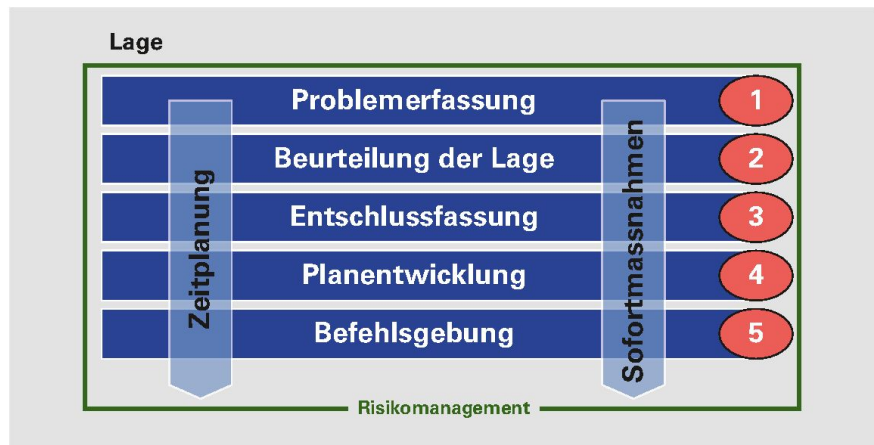 Lage
Problemerfassung 1
Beurteilung der Lage 2
Entschlussfassung 3
Planentwicklung 4
Befehlsgebung 5
Zeitplanung
Sofortmassnahmen
Risikomanagement